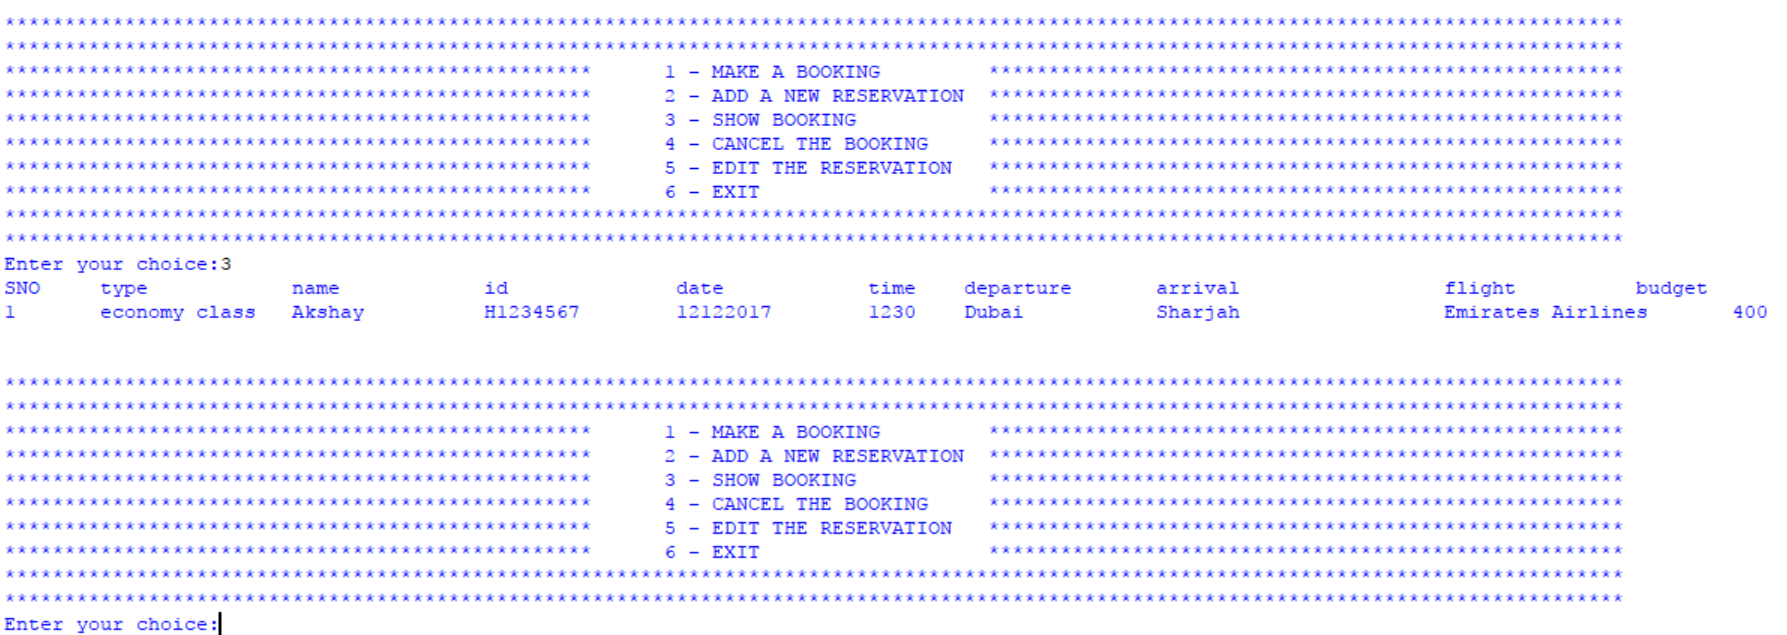 ***************************************************************************************************************************************
***************************************************************************************************************************************
************************************************* 1 - MAKE A BOOKING *****************************************************
************************************************* 2 - ADD A NEW RESERVATION *****************************************************
************************************************* 3 - SHOW BOOKING *****************************************************
************************************************* 4 - CANCEL THE BOOKING *****************************************************
************************************************* 5 - EDIT THE RESERVATION *****************************************************
************************************************* 6 - EXIT *****************************************************
***************************************************************************************************************************************
***************************************************************************************************************************************
Enter your choice:3
SNO type name id date time departure arrival flight budget
1 economy class Akshay H1234567 12122017 1230 Dubai Sharjah Emirates Airlines 400
***************************************************************************************************************************************
***************************************************************************************************************************************
************************************************* 1 - MAKE A BOOKING *****************************************************
************************************************* 2 - ADD A NEW RESERVATION *****************************************************
************************************************* 3 - SHOW BOOKING *****************************************************
************************************************* 4 - CANCEL THE BOOKING *****************************************************
************************************************* 5 - EDIT THE RESERVATION *****************************************************
************************************************* 6 - EXIT *****************************************************
***************************************************************************************************************************************
***************************************************************************************************************************************
Enter your choice: